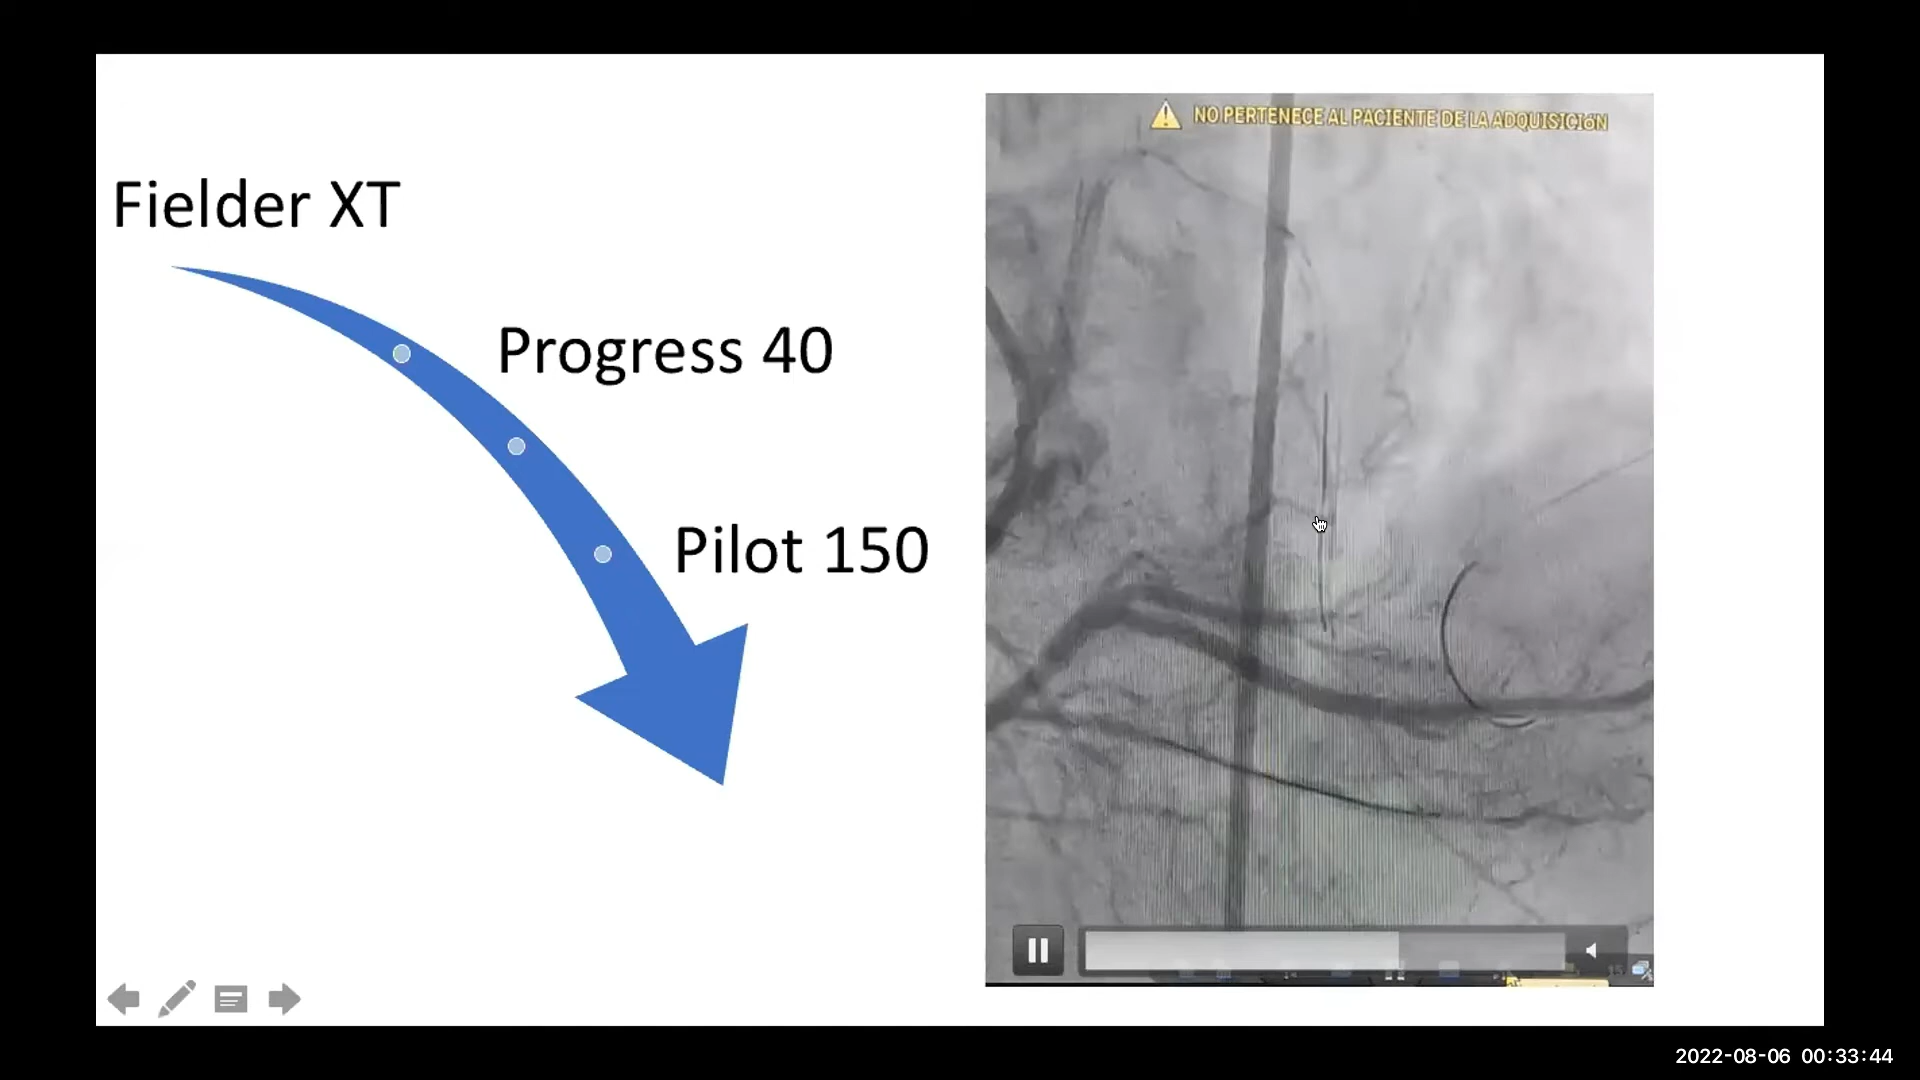 NO PERTENECE AL PACIENTE DE LA ADQUISICIóN
Fielder XT
Progress 40
Pilot 150
2022-08-06 00:33:44